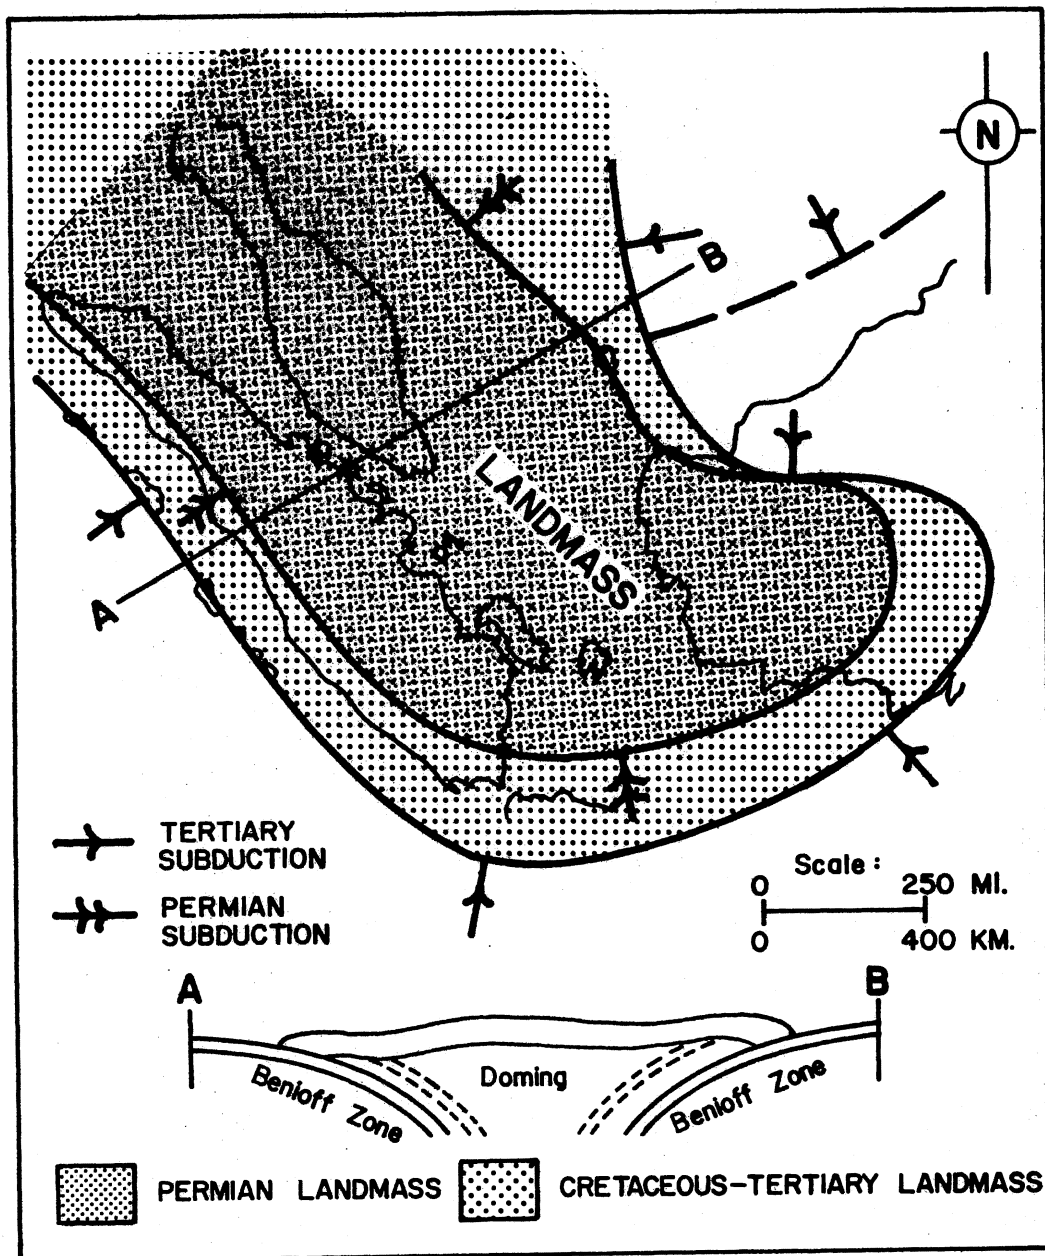 N
B
LANDMASS
A
TERTIARY
SUBDUCTION
PERMIAN
SUBDUCTION
Scale :
0 250 MI.
0 400 KM.
A B
Benioff Zone
Doming
Benioff Zone
PERMIAN LANDMASS
CRETACEOUS-TERTIARY LANDMASS